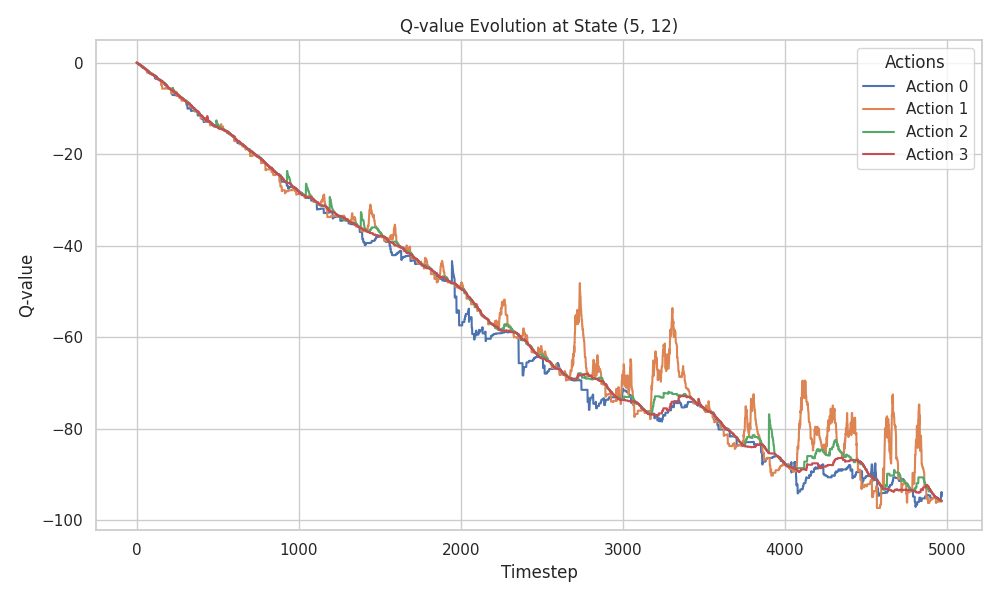 Q-value Evolution at State (5, 12)
Actions
Action 0
Action 1
Action 2
Action 3
Q-value
0
−20
−40
−60
−80
−100
0
1000
2000
3000
4000
5000
Timestep